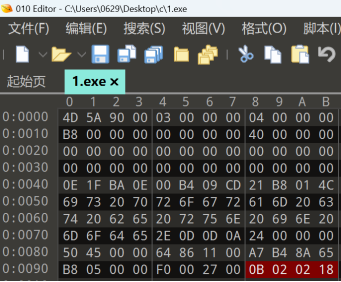 010 Editor - C:\Users\0629\Desktop\c\1.exe
文件(F) 编辑(E) 搜索(S) 视图(V) 格式(O) 脚本(I)
起始页 1.exe ×
0 1 2 3 4 5 6 7 8 9 A B
0:0000 4D 5A 90 00 03 00 00 00 04 00 00 00
0:0010 B8 00 00 00 00 00 00 00 40 00 00 00
0:0020 00 00 00 00 00 00 00 00 00 00 00 00
0:0030 00 00 00 00 00 00 00 00 00 00 00 00
0:0040 0E 1F BA 0E 00 B4 09 CD 21 B8 01 4C
0:0050 69 73 20 70 72 6F 67 72 61 6D 20 63
0:0060 74 20 62 65 20 72 75 6E 20 69 6E 20
0:0070 6D 6F 64 65 2E 0D 0D 0A 24 00 00 00
0:0080 50 45 00 00 64 86 11 00 A7 B4 8A 65
0:0090 B8 05 00 00 F0 00 27 00 0B 02 02 18